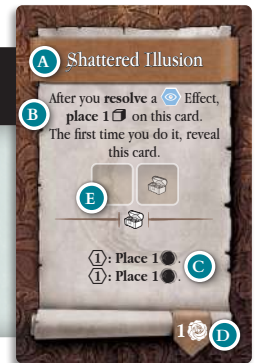 A Shattered Illusion
After you resolve a Effect,
B place 1 on this card.
The first time you do it, reveal
this card.
E
1: Place 1.
1: Place 1. C
1 D